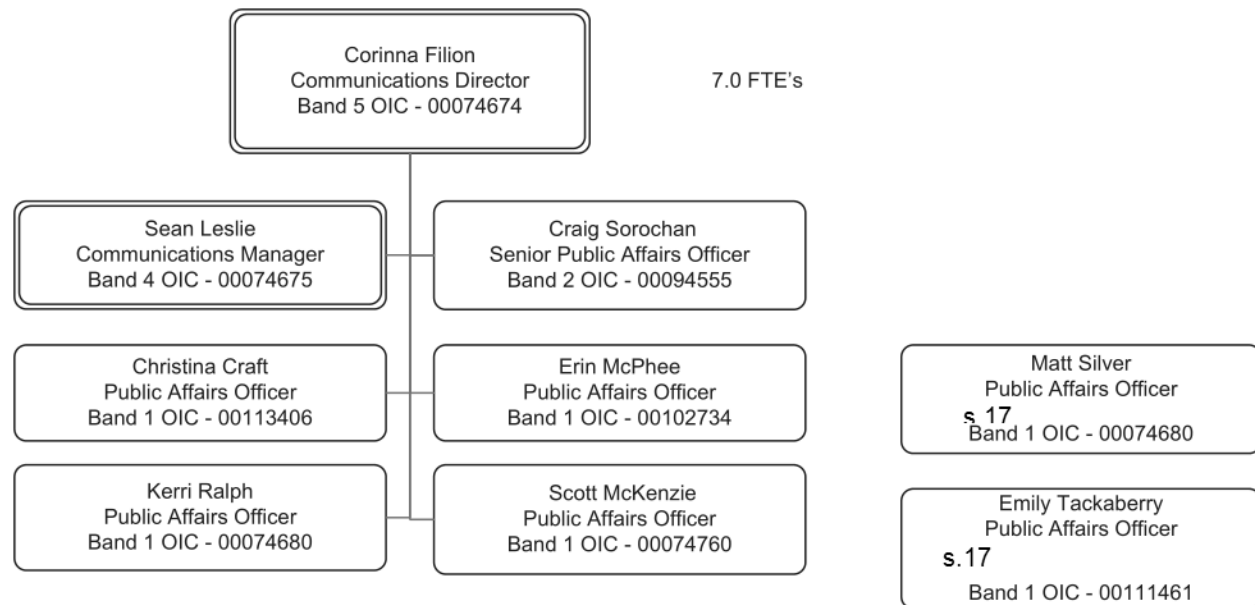 Corinna Filion
Communications Director
Band 5 OIC - 00074674
7.0 FTE's
Sean Leslie
Communications Manager
Band 4 OIC - 00074675
Craig Sorochan
Senior Public Affairs Officer
Band 2 OIC - 00094555
Christina Craft
Public Affairs Officer
Band 1 OIC - 00113406
Erin McPhee
Public Affairs Officer
Band 1 OIC - 00102734
Matt Silver
Public Affairs Officer
s.17
Band 1 OIC - 00074680
Kerri Ralph
Public Affairs Officer
Band 1 OIC - 00074680
Scott McKenzie
Public Affairs Officer
Band 1 OIC - 00074760
Emily Tackaberry
Public Affairs Officer
s.17
Band 1 OIC - 00111461